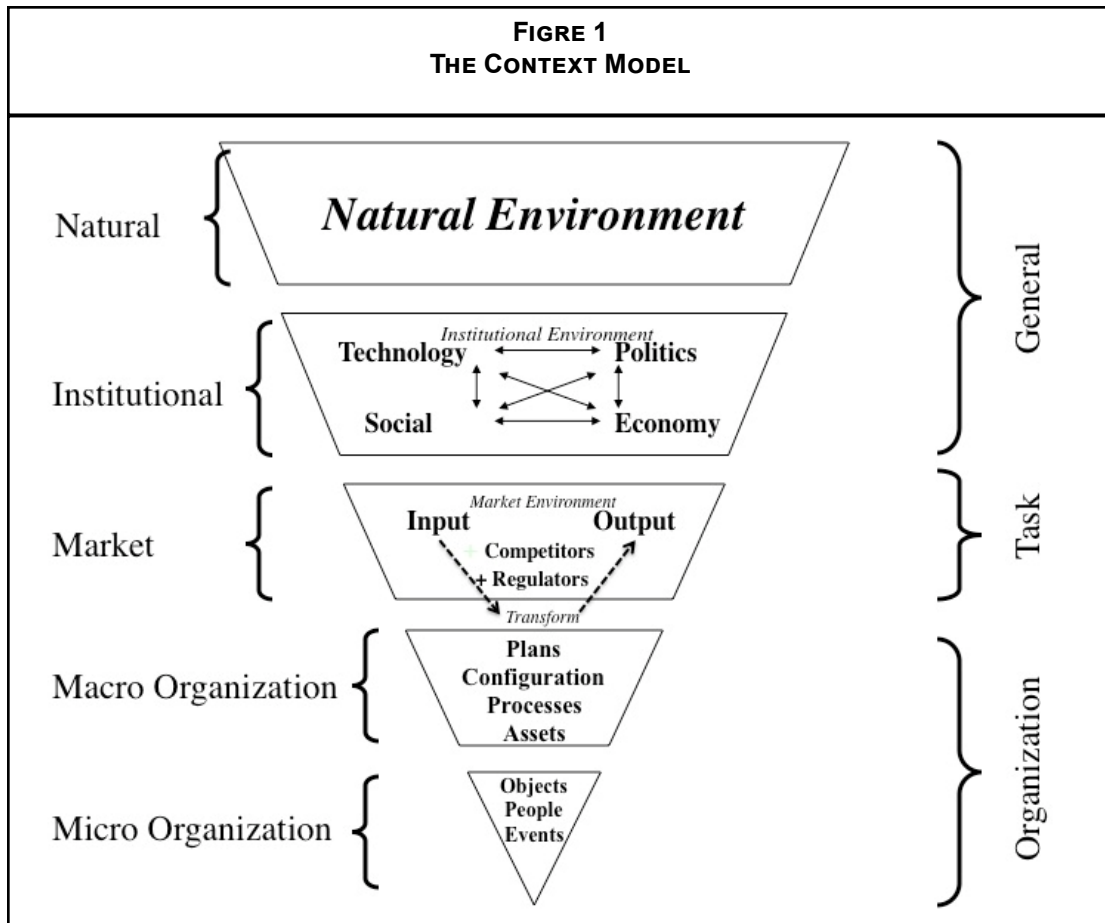 FIGRE 1
THE CONTEXT MODEL
Natural
Natural Environment
General
Institutional
Institutional Environment
Technology Politics
Social Economy
Market
Market Environment
Input Output
+ Competitors
+ Regulators
Task
Transform
Macro Organization
Plans
Configuration
Processes
Assets
Organization
Micro Organization
Objects
People
Events